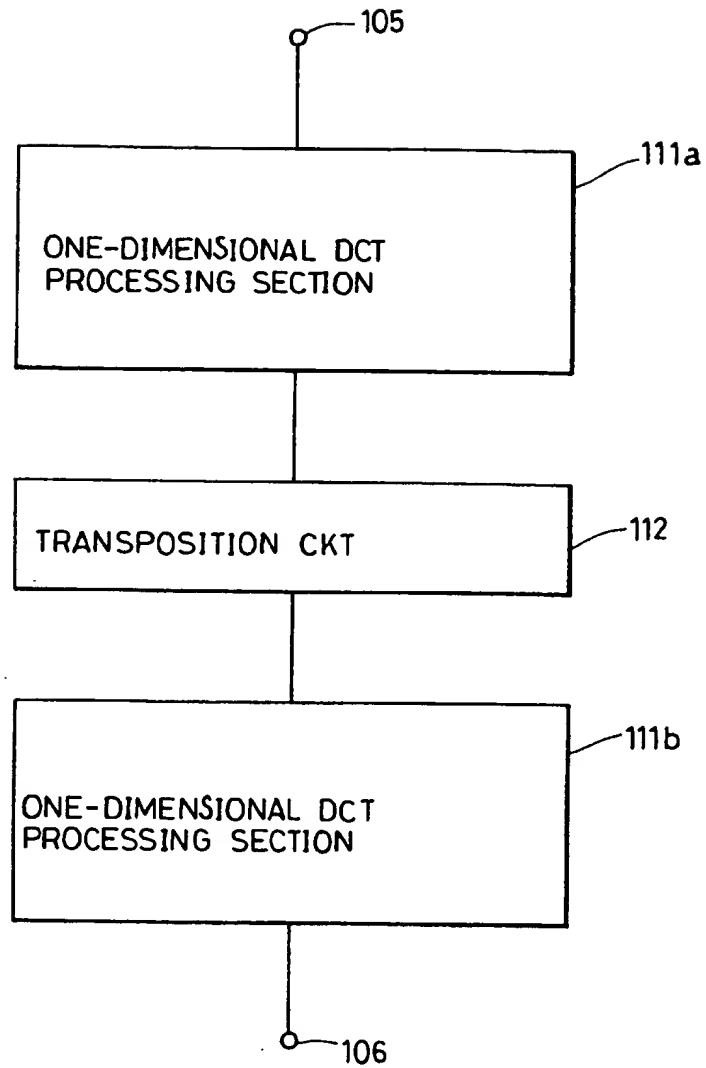 105
111a
ONE-DIMENSIONAL DCT
PROCESSING SECTION
TRANSPOSITION CKT
112
111b
ONE-DIMENSIONAL DCT
PROCESSING SECTION
106